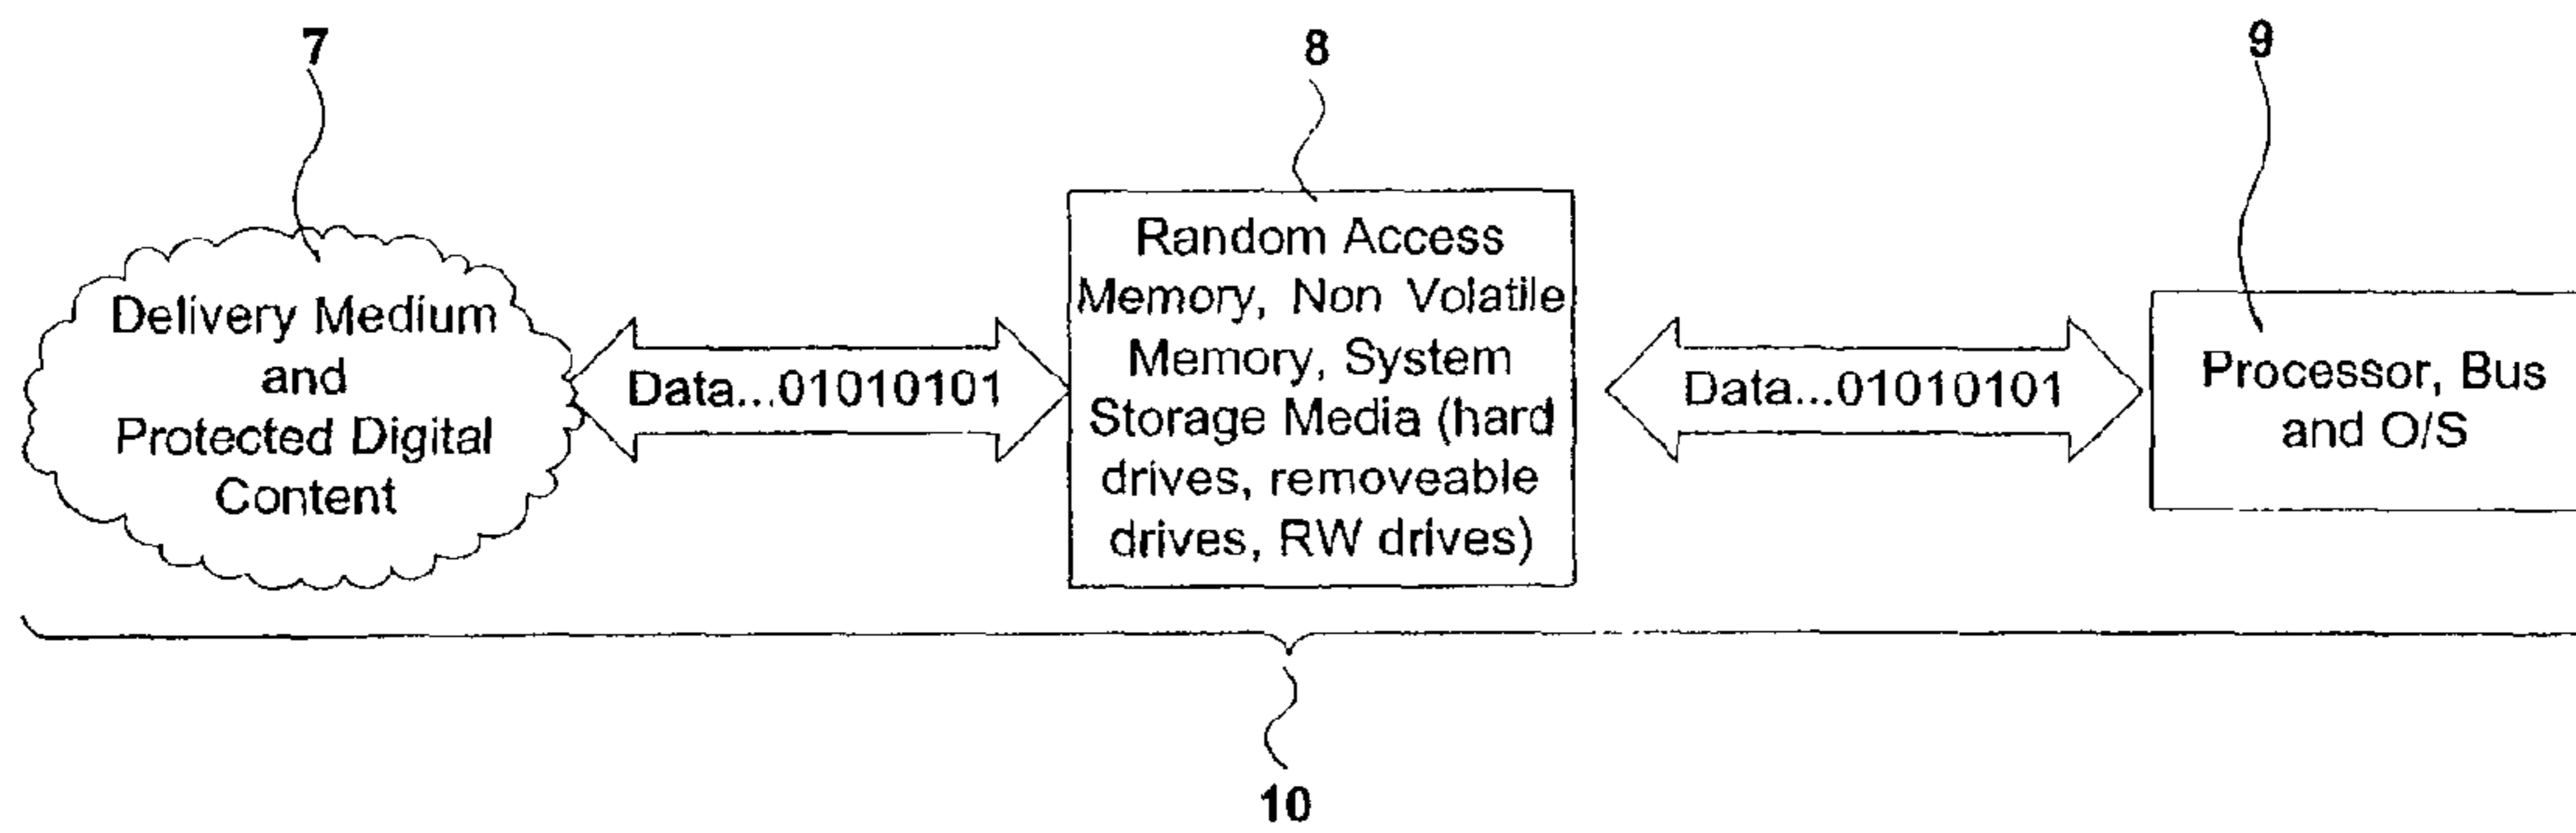 7
8
9
Delivery Medium
and
Protected Digital
Content
Data...01010101
Random Access
Memory, Non Volatile
Memory, System
Storage Media (hard
drives, removeable
drives, RW drives)
Data...01010101
Processor, Bus
and O/S
10